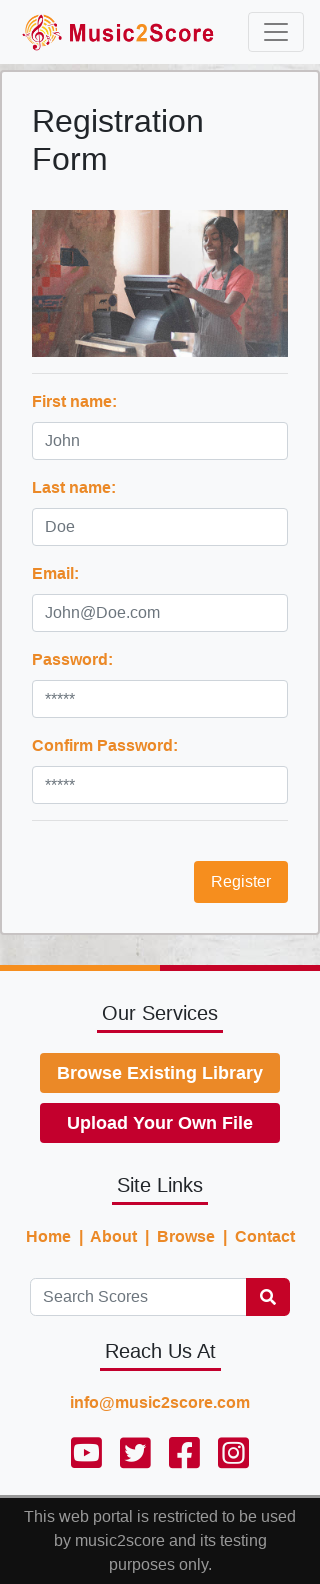 Music2Score
Registration
Form
First name:
John
Last name:
Doe
Email:
John@Doe.com
Password:
*****
Confirm Password:
*****
Register
Our Services
Browse Existing Library
Upload Your Own File
Site Links
Home | About | Browse | Contact
Search Scores
Reach Us At
info@music2score.com
This web portal is restricted to be used
by music2score and its testing
purposes only.